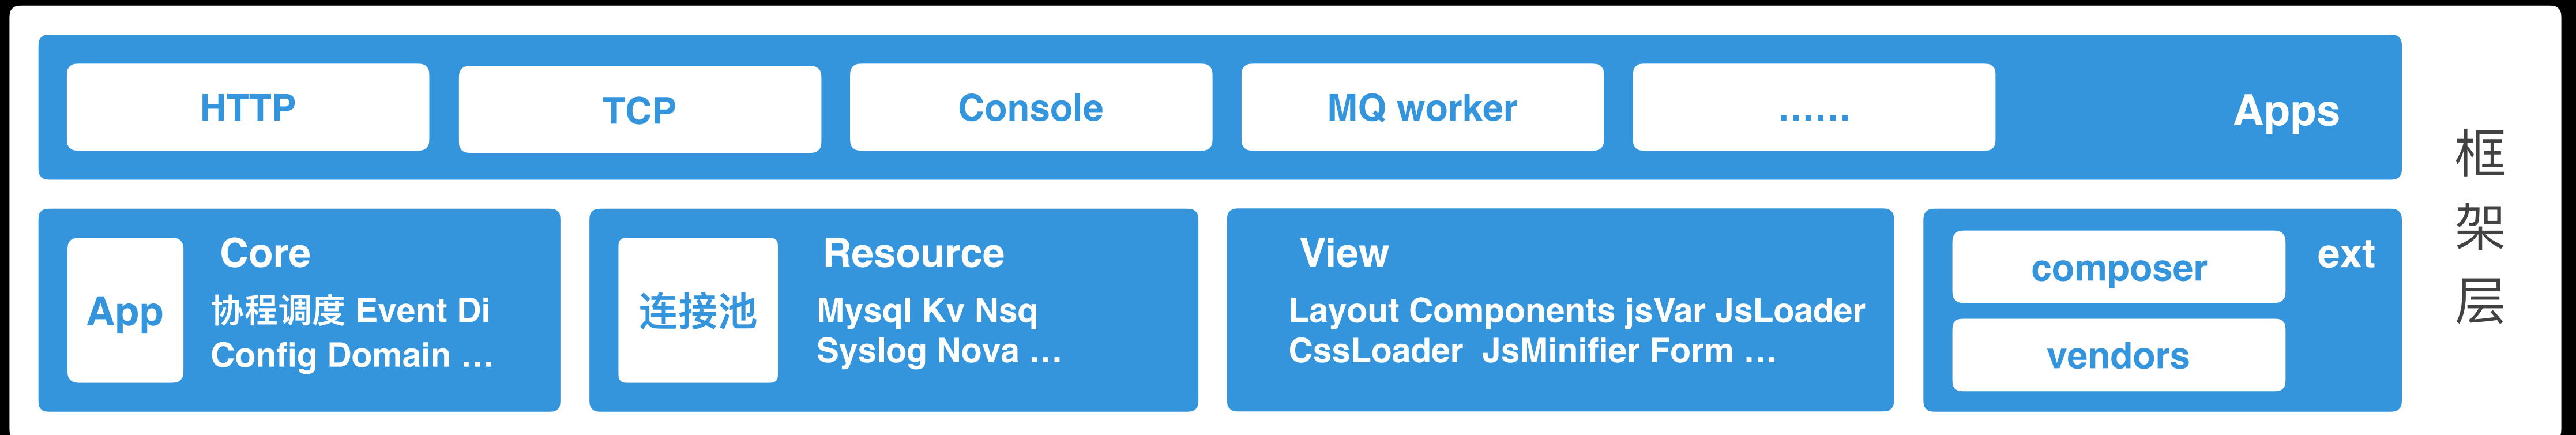 HTTP
TCP
Console
MQ worker
......
Apps
App
Core
协程调度 Event Di
Config Domain ...
连接池
Resource
Mysql Kv Nsq
Syslog Nova ...
View
Layout Components jsVar JsLoader
CssLoader JsMinifier Form ...
composer
vendors
ext
框
架
层